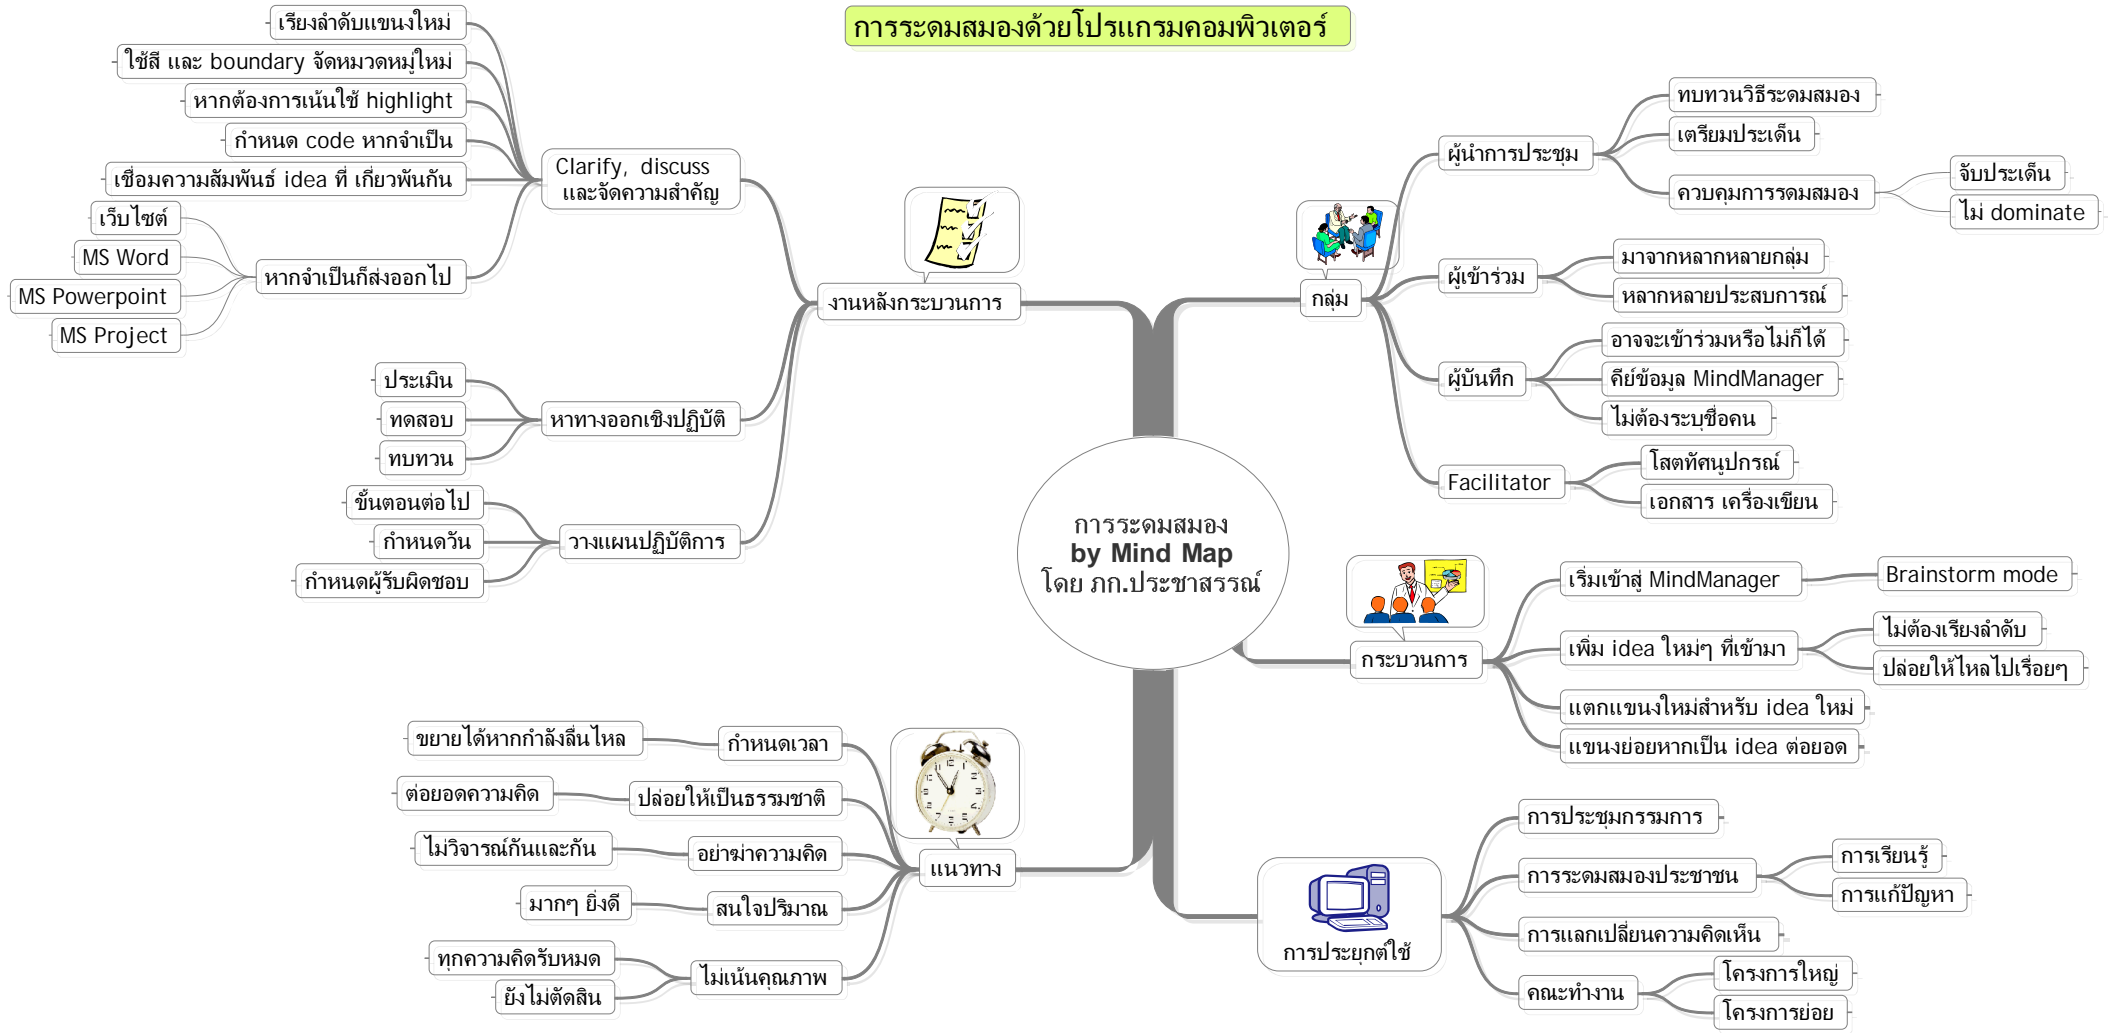 การระดมสมองด้วยโปรแกรมคอมพิวเตอร์
การระดมสมอง
by Mind Map
โดย ภก.ประชาสรรณ์
กลุ่ม
ผู้นำการประชุม
ทบทวนวิธีระดมสมอง
เตรียมประเด็น
ควบคุมการรดมสมอง
จับประเด็น
ไม่ dominate
ผู้เข้าร่วม
มาจากหลากหลายกลุ่ม
หลากหลายประสบการณ์
ผู้บันทึก
อาจจะเข้าร่วมหรือไม่ก็ได้
คีย์ข้อมูล MindManager
ไม่ต้องระบุชื่อคน
Facilitator
โสตทัศนูปกรณ์
เอกสาร เครื่องเขียน
กระบวนการ
เริ่มเข้าสู่ MindManager
Brainstorm mode
เพิ่ม idea ใหม่ๆ ที่เข้ามา
ไม่ต้องเรียงลำดับ
ปล่อยให้ไหลไปเรื่อยๆ
แตกแขนงใหม่สำหรับ idea ใหม่
แขนงย่อยหากเป็น idea ต่อยอด
การประยุกต์ใช้
การประชุมกรรมการ
การระดมสมองประชาชน
การเรียนรู้
การแก้ปัญหา
การแลกเปลี่ยนความคิดเห็น
คณะทำงาน
โครงการใหญ่
โครงการย่อย
งานหลังกระบวนการ
Clarify, discuss
และจัดความสำคัญ
เรียงลำดับแขนงใหม่
ใช้สี และ boundary จัดหมวดหมู่ใหม่
หากต้องการเน้นใช้ highlight
กำหนด code หากจำเป็น
เชื่อมความสัมพันธ์ idea ที่ เกี่ยวพันกัน
หากจำเป็นก็ส่งออกไป
เว็บไซต์
MS Word
MS Powerpoint
MS Project
หาทางออกเชิงปฏิบัติ
ประเมิน
ทดสอบ
ทบทวน
วางแผนปฏิบัติการ
ขั้นตอนต่อไป
กำหนดวัน
กำหนดผู้รับผิดชอบ
แนวทาง
กำหนดเวลา
ขยายได้หากกำลังลื่นไหล
ปล่อยให้เป็นธรรมชาติ
ต่อยอดความคิด
อย่าฆ่าความคิด
ไม่วิจารณ์กันและกัน
สนใจปริมาณ
มากๆ ยิ่งดี
ไม่เน้นคุณภาพ
ทุกความคิดรับหมด
ยังไม่ตัดสิน